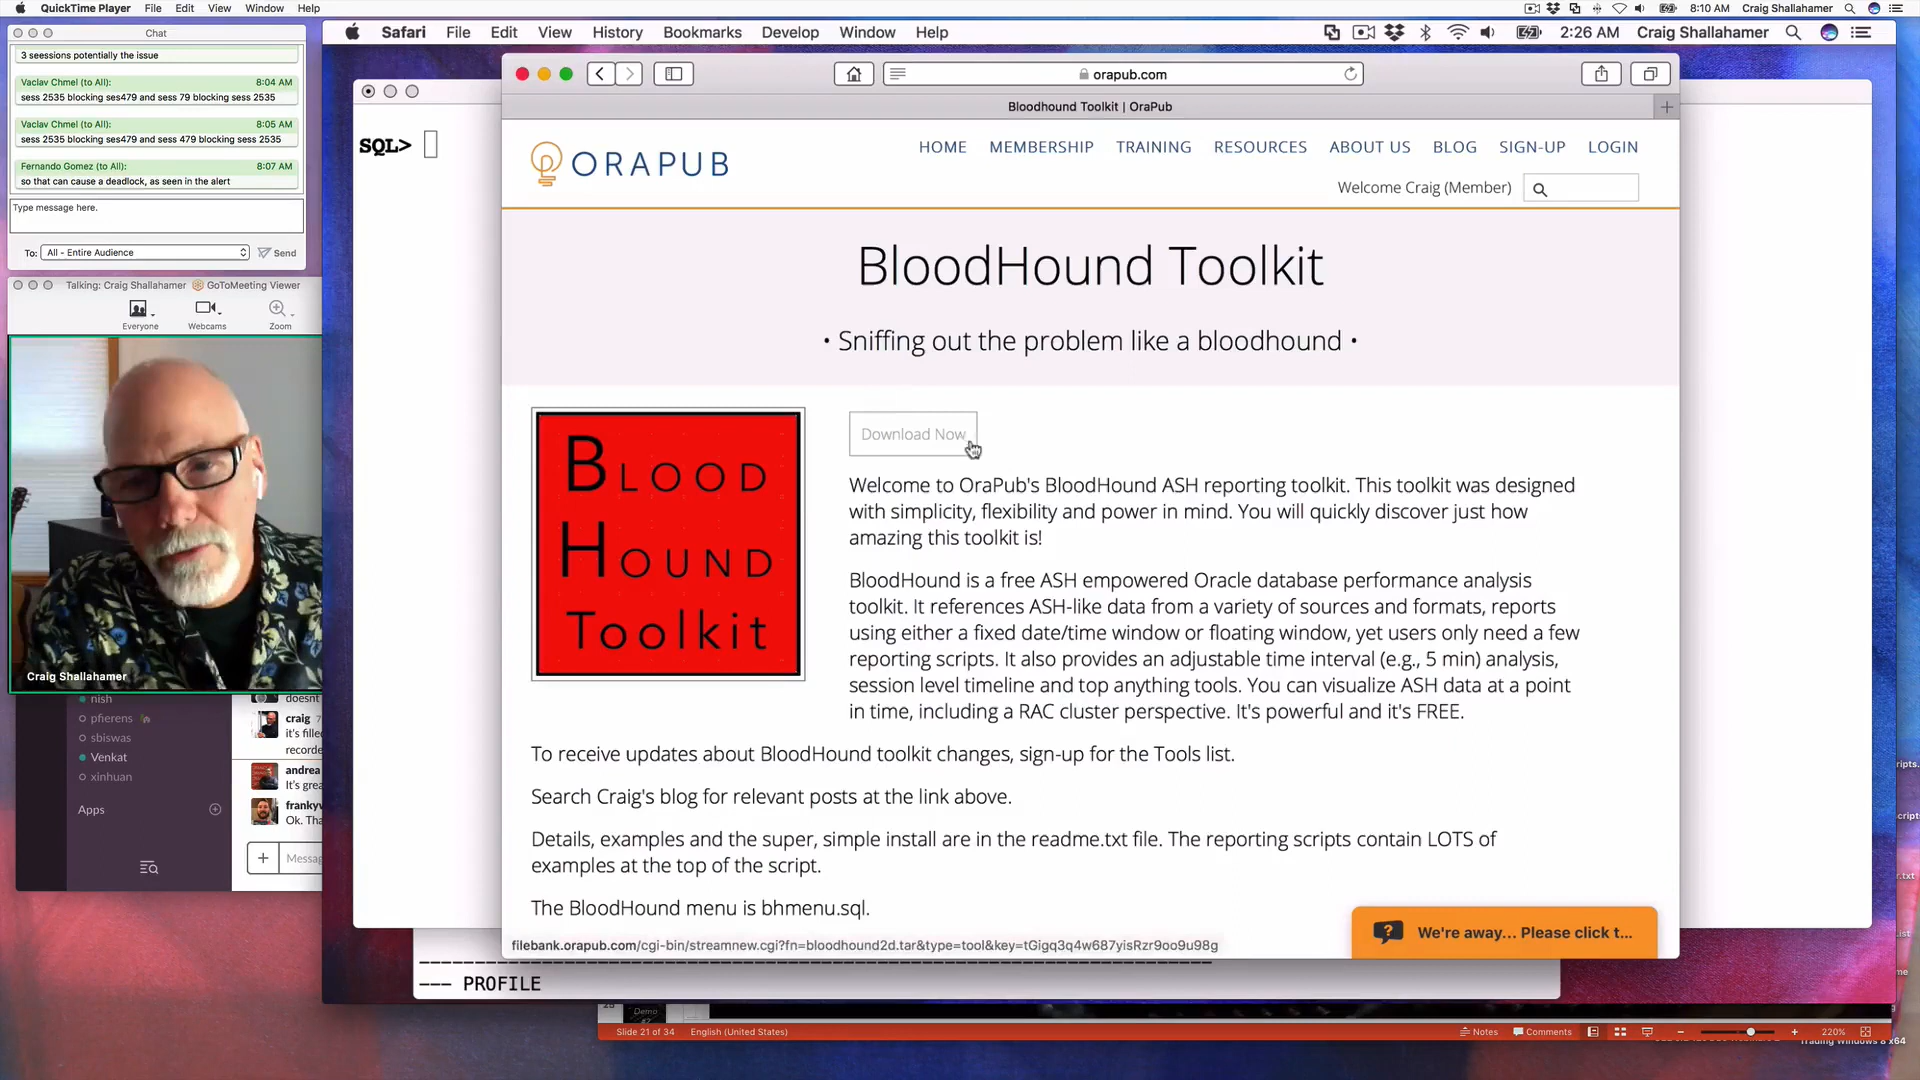 QuickTime Player File Edit View Window Help
8:10 AM Craig Shallahamer
Chat
3 seessions potentially the issue
Vaclav Chmel (to All): 8:04 AM
sess 2535 blocking ses479 and sess 79 blocking sess 2535
Vaclav Chmel (to All): 8:05 AM
sess 2535 blocking ses479 and sess 479 blocking sess 2535
Fernando Gomez (to All): 8:07 AM
so that can cause a deadlock, as seen in the alert
Type message here.
To: All - Entire Audience Send
Talking: Craig Shallahamer GoToMeeting Viewer
Everyone Webcams Zoom
Craig Shallahamer
nish
pfierens
sbiswas
Venkat
xinhuan
Apps
doesnt
craig 7
it's fille
recorde
andrea
It's grea
frankyv
Ok. Tha
Messa
Safari File Edit View History Bookmarks Develop Window Help
2:26 AM Craig Shallahamer
SQL>
orapub.com
Bloodhound Toolkit | OraPub
ORAPUB
HOME MEMBERSHIP TRAINING RESOURCES ABOUT US BLOG SIGN-UP LOGIN
Welcome Craig (Member)
BloodHound Toolkit
• Sniffing out the problem like a bloodhound •
BLOOD
HOUND
Toolkit
Download Now
Welcome to OraPub's BloodHound ASH reporting toolkit. This toolkit was designed
with simplicity, flexibility and power in mind. You will quickly discover just how
amazing this toolkit is!
BloodHound is a free ASH empowered Oracle database performance analysis
toolkit. It references ASH-like data from a variety of sources and formats, reports
using either a fixed date/time window or floating window, yet users only need a few
reporting scripts. It also provides an adjustable time interval (e.g., 5 min) analysis,
session level timeline and top anything tools. You can visualize ASH data at a point
in time, including a RAC cluster perspective. It's powerful and it's FREE.
To receive updates about BloodHound toolkit changes, sign-up for the Tools list.
Search Craig's blog for relevant posts at the link above.
Details, examples and the super, simple install are in the readme.txt file. The reporting scripts contain LOTS of
examples at the top of the script.
The BloodHound menu is bhmenu.sql.
We're away... Please click t...
filebank.orapub.com/cgi-bin/streamnew.cgi?fn=bloodhound2d.tar&type=tool&key=tGigq3q4w687yisRzr9oo9u98g
--- PROFILE
Demo
Slide 21 of 34 English (United States) Notes Comments 220%
Trading Windows 8 x64